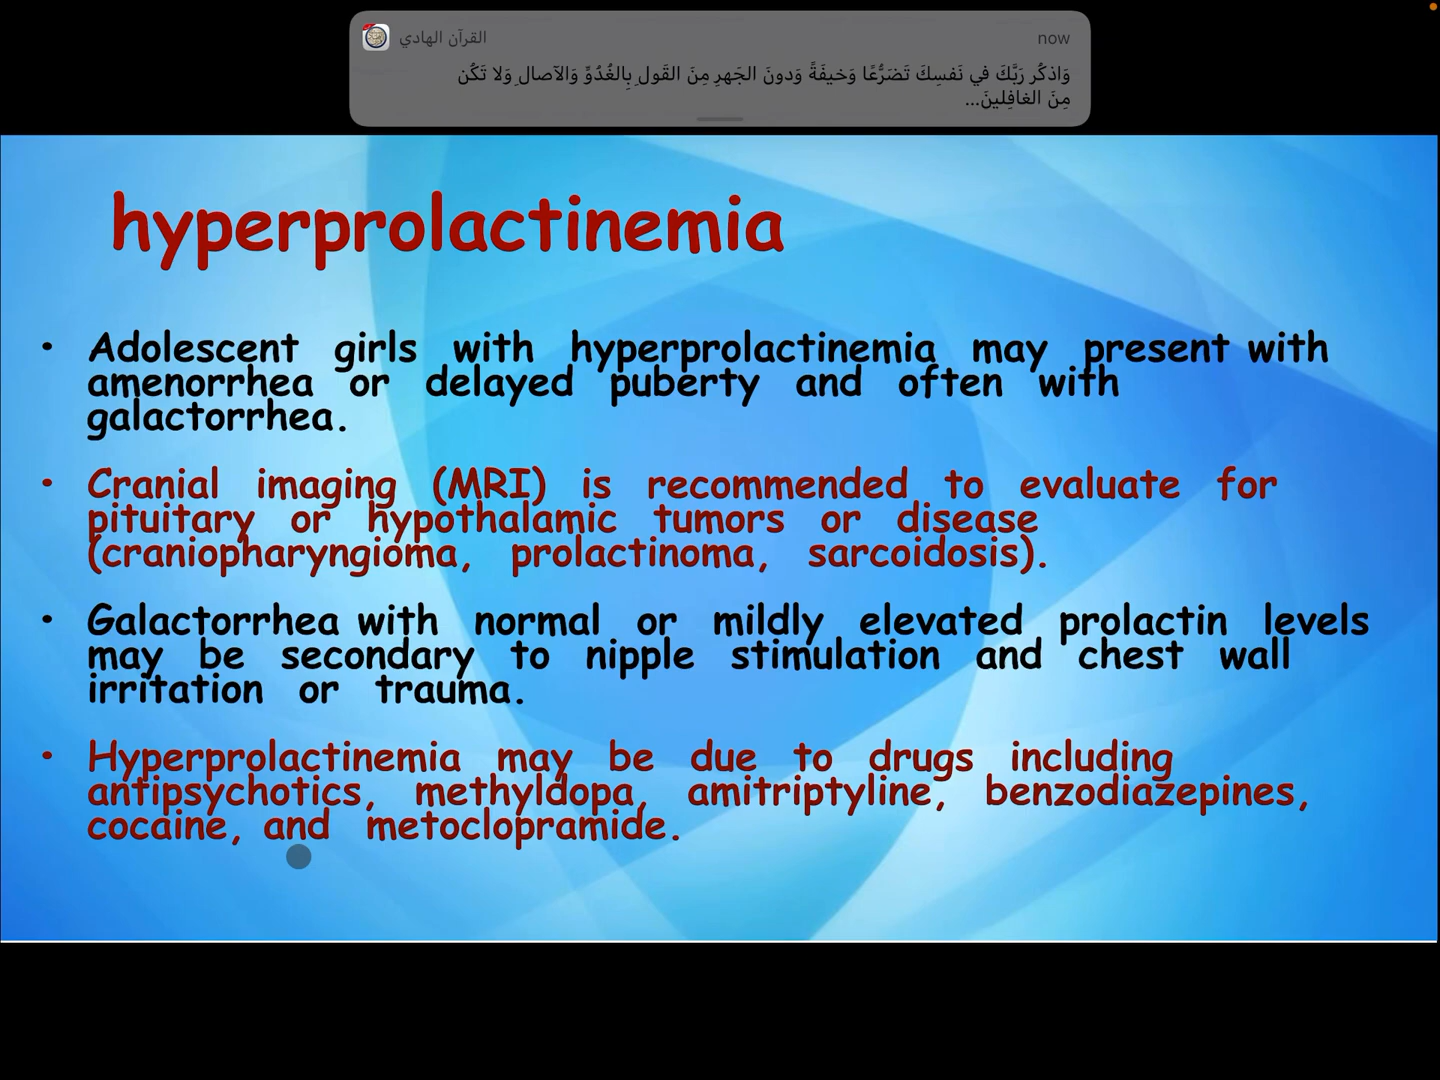 القرآن الهادي
now
وَاذكُر رَبَّكَ في نَفسِكَ تَضَرُّعًا وَخيفَةً وَدونَ الجَهرِ مِنَ القَولِ بِالغُدُوِّ وَالآصالِ وَلا تَكُن
مِنَ الغافِلينَ...
hyperprolactinemia
• Adolescent girls with hyperprolactinemia may present with
amenorrhea or delayed puberty and often with
galactorrhea.
• Cranial imaging (MRI) is recommended to evaluate for
pituitary or hypothalamic tumors or disease
(craniopharyngioma, prolactinoma, sarcoidosis).
• Galactorrhea with normal or mildly elevated prolactin levels
may be secondary to nipple stimulation and chest wall
irritation or trauma.
• Hyperprolactinemia may be due to drugs including
antipsychotics, methyldopa, amitriptyline, benzodiazepines,
cocaine, and metoclopramide.